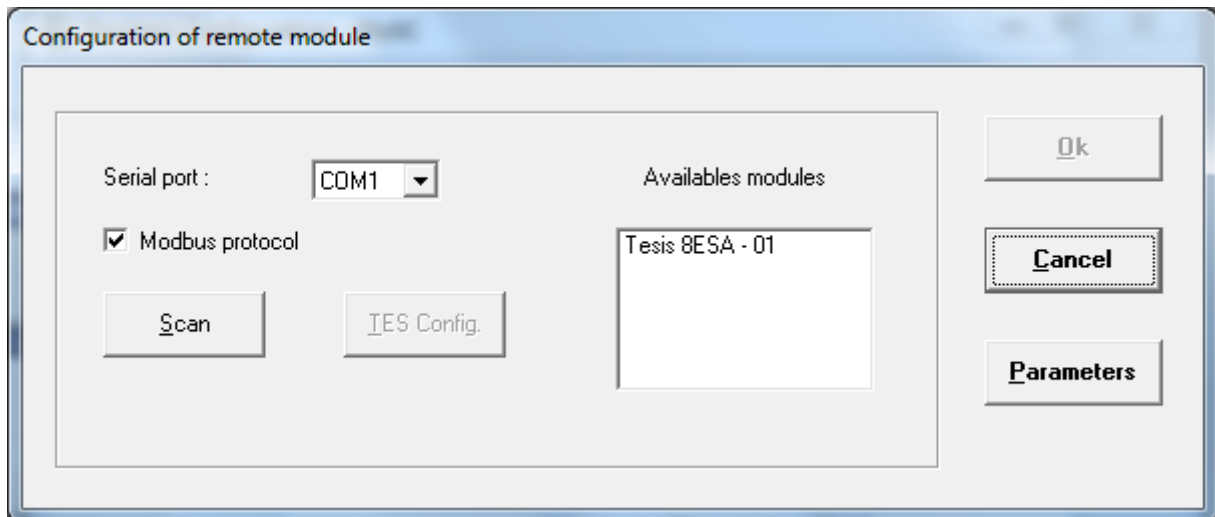 Configuration of remote module
Serial port :
COM1
Modbus protocol
Scan
TES Config.
Availables modules
Tesis 8ESA - 01
Ok
Cancel
Parameters